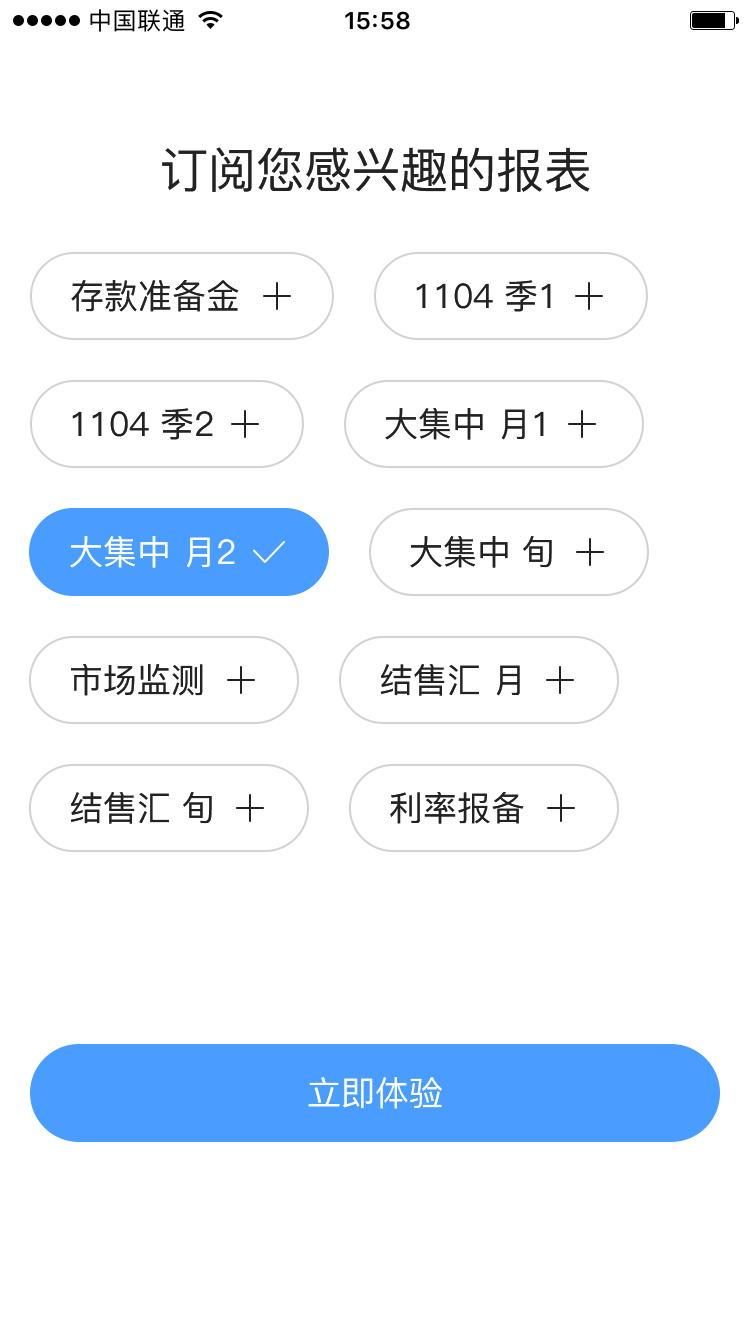 中国联通 15:58
订阅您感兴趣的报表
存款准备金 1104 季1
1104 季2 大集中 月1
大集中 月2 大集中 旬
市场监测 结售汇 月
结售汇 旬 利率报备
立即体验